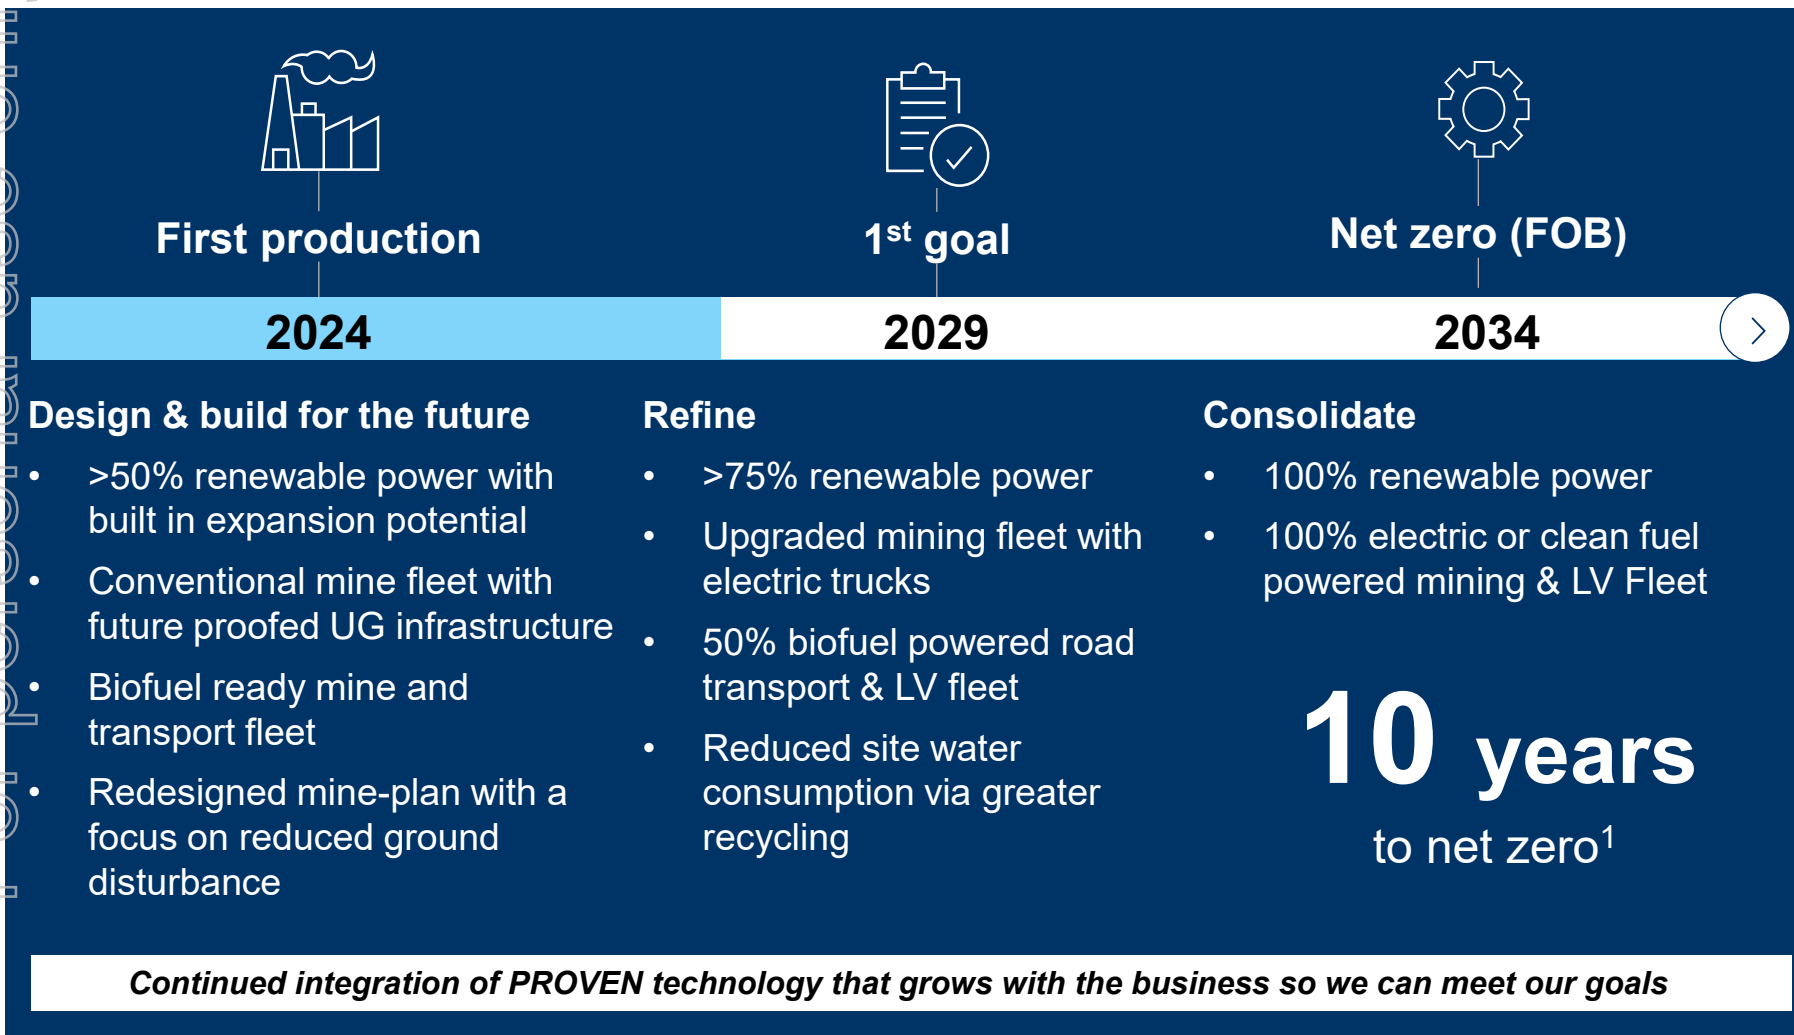 First production
1st goal
Net zero (FOB)
2024
2029
2034
Design & build for the future
• >50% renewable power with
built in expansion potential
• Conventional mine fleet with
future proofed UG infrastructure
• Biofuel ready mine and
transport fleet
• Redesigned mine-plan with a
focus on reduced ground
disturbance
Refine
• >75% renewable power
• Upgraded mining fleet with
electric trucks
• 50% biofuel powered road
transport & LV fleet
• Reduced site water
consumption via greater
recycling
Consolidate
• 100% renewable power
• 100% electric or clean fuel
powered mining & LV Fleet
10 years
to net zero1
Continued integration of PROVEN technology that grows with the business so we can meet our goals